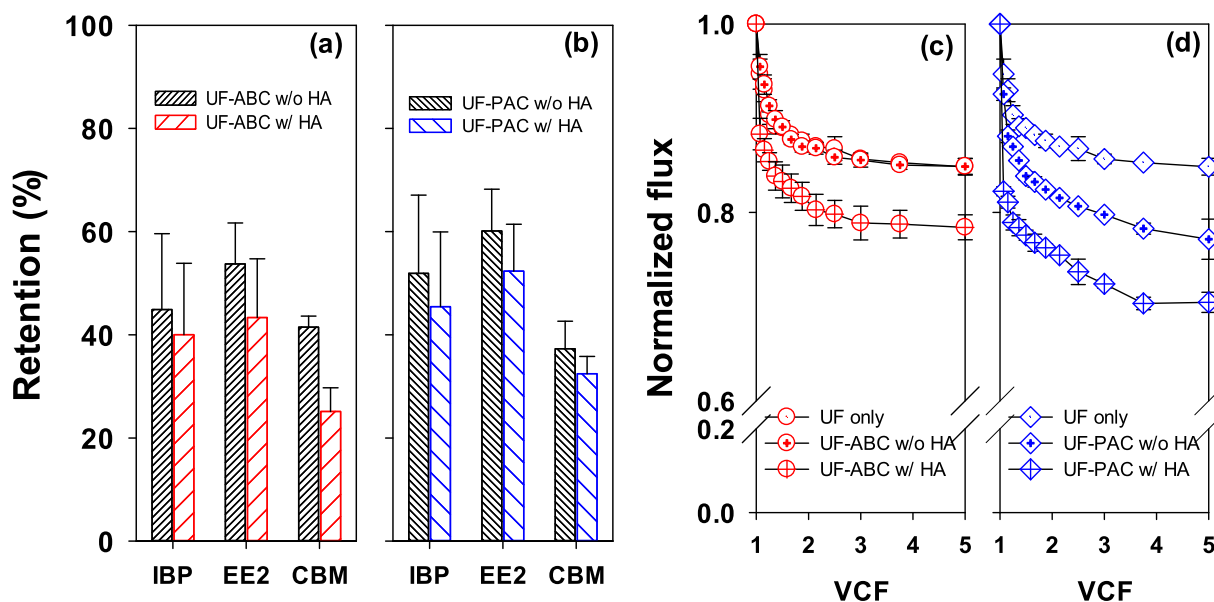 Retention (%)
100
80
60
40
20
0
(a)
UF-ABC w/o HA
UF-ABC w/ HA
IBP EE2 CBM
(b)
UF-PAC w/o HA
UF-PAC w/ HA
IBP EE2 CBM
Normalized flux
1.0
0.8
0.6
0.2
0.0
(c)
UF only
UF-ABC w/o HA
UF-ABC w/ HA
1 2 3 4 5
VCF
(d)
UF only
UF-PAC w/o HA
UF-PAC w/ HA
1 2 3 4 5
VCF